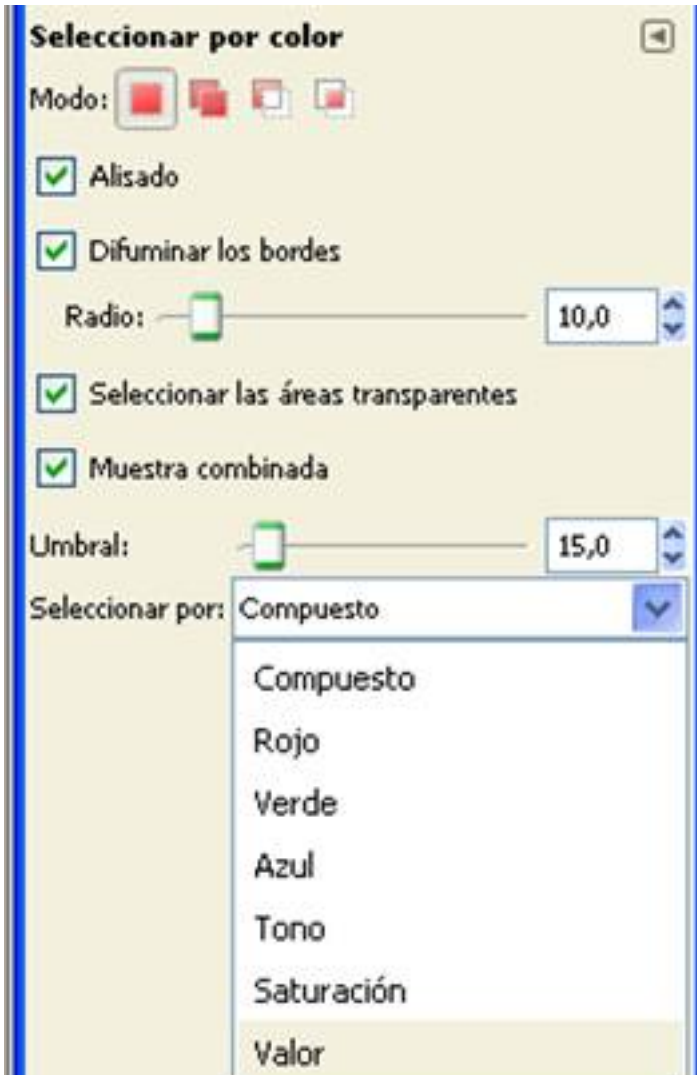 Seleccionar por color
Modo:
Alisado
Difuminar los bordes
Radio: 10,0
Seleccionar las áreas transparentes
Muestra combinada
Umbral: 15,0
Seleccionar por: Compuesto
Compuesto
Rojo
Verde
Azul
Tono
Saturación
Valor